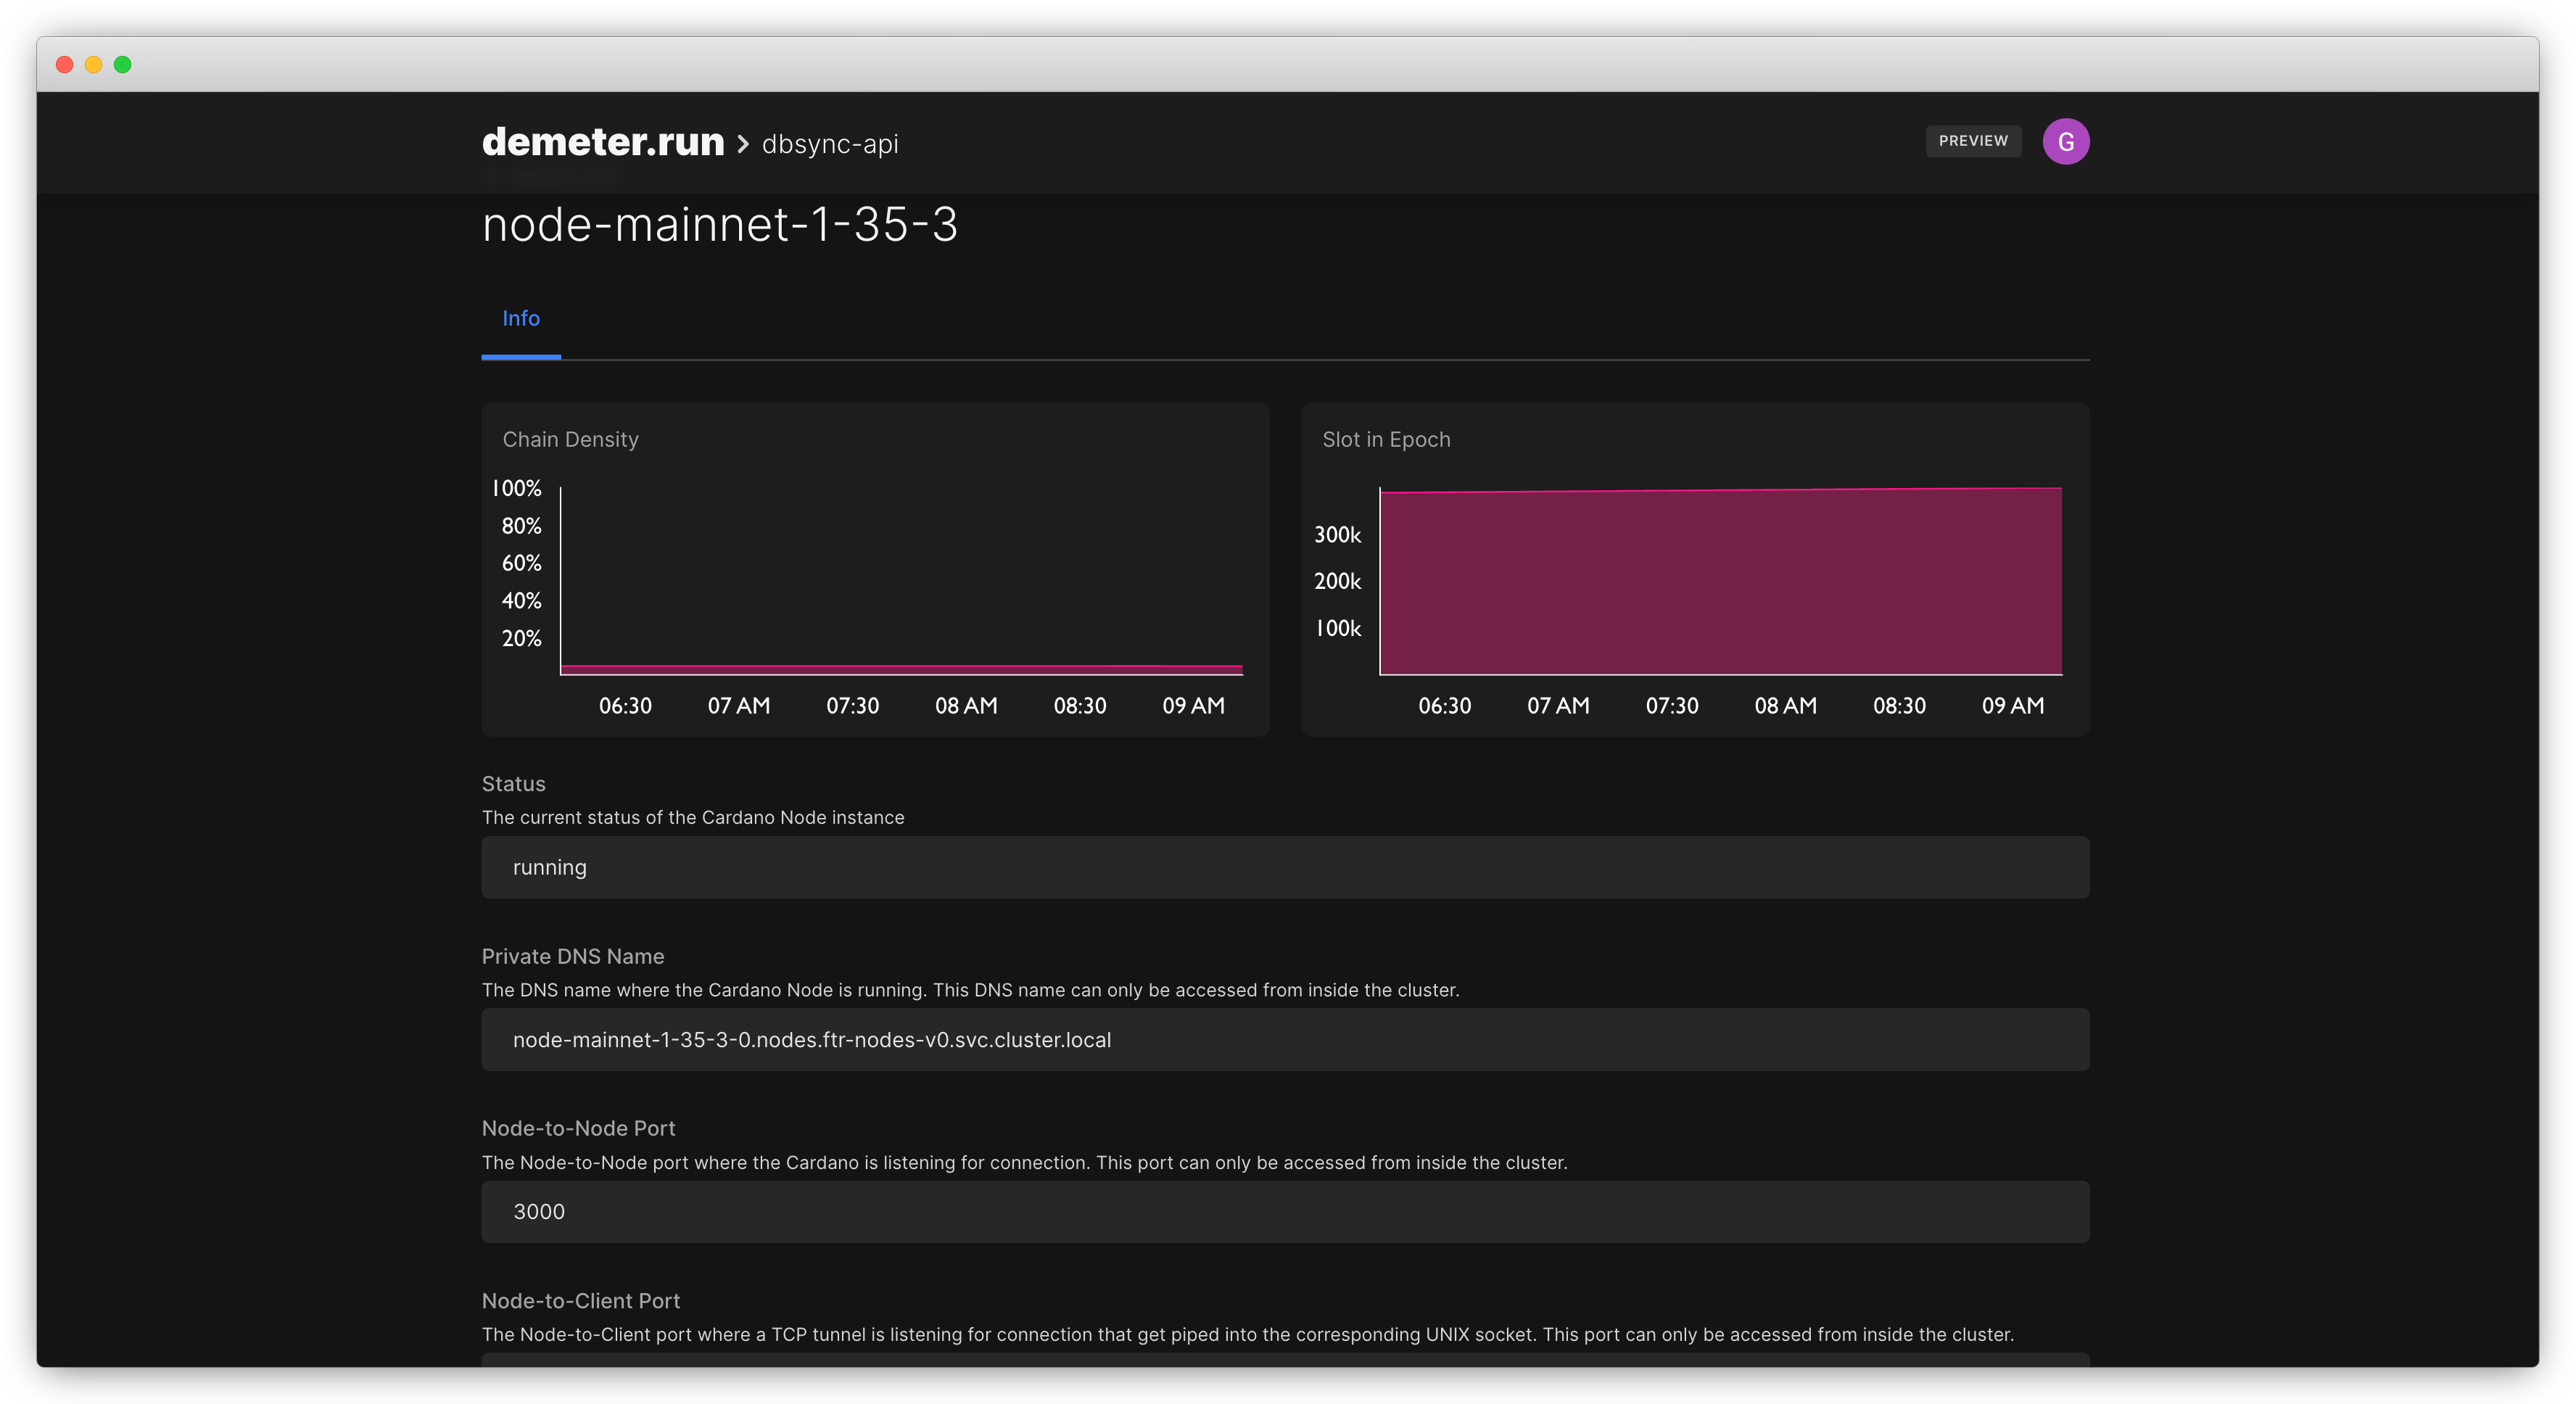 demeter.run > dbsync-api
PREVIEW
G
node-mainnet-1-35-3
Info
Chain Density
100%
80%
60%
40%
20%
06:30 07 AM 07:30 08 AM 08:30 09 AM
Slot in Epoch
300k
200k
100k
06:30 07 AM 07:30 08 AM 08:30 09 AM
Status
The current status of the Cardano Node instance
running
Private DNS Name
The DNS name where the Cardano Node is running. This DNS name can only be accessed from inside the cluster.
node-mainnet-1-35-3-0.nodes.ftr-nodes-v0.svc.cluster.local
Node-to-Node Port
The Node-to-Node port where the Cardano is listening for connection. This port can only be accessed from inside the cluster.
3000
Node-to-Client Port
The Node-to-Client port where a TCP tunnel is listening for connection that get piped into the corresponding UNIX socket. This port can only be accessed from inside the cluster.